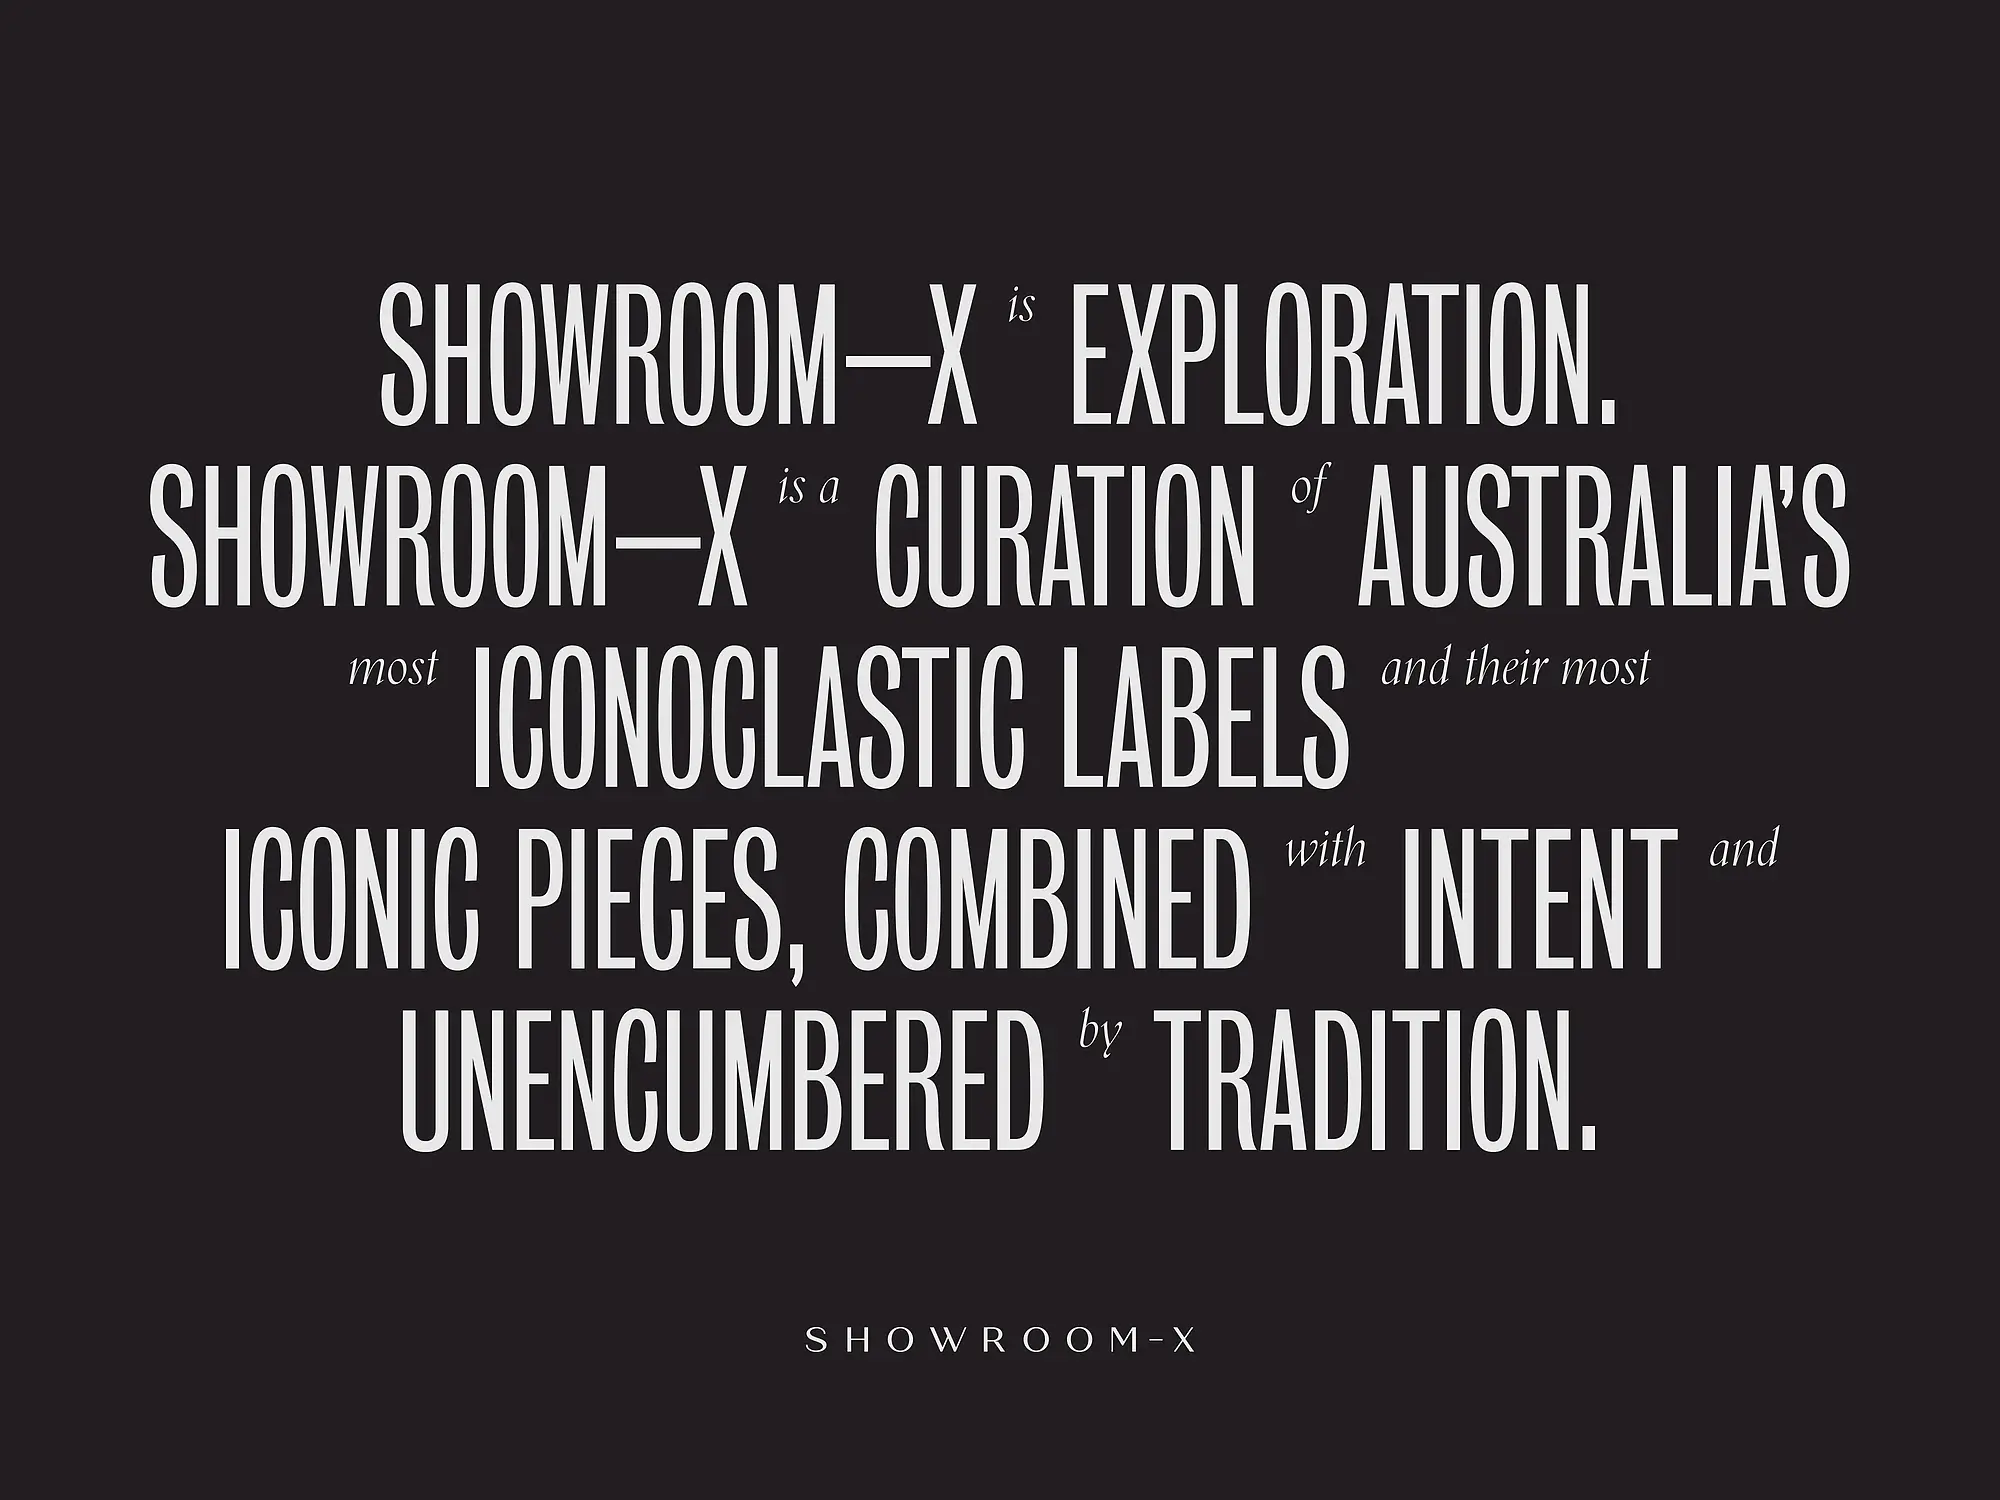 SHOWROOM—X is EXPLORATION.
SHOWROOM—X is a CURATION of AUSTRALIA’S
most ICONOCLASTIC LABELS and their most
ICONIC PIECES, COMBINED with INTENT and
UNENCUMBERED by TRADITION.
SHOWROOM-X